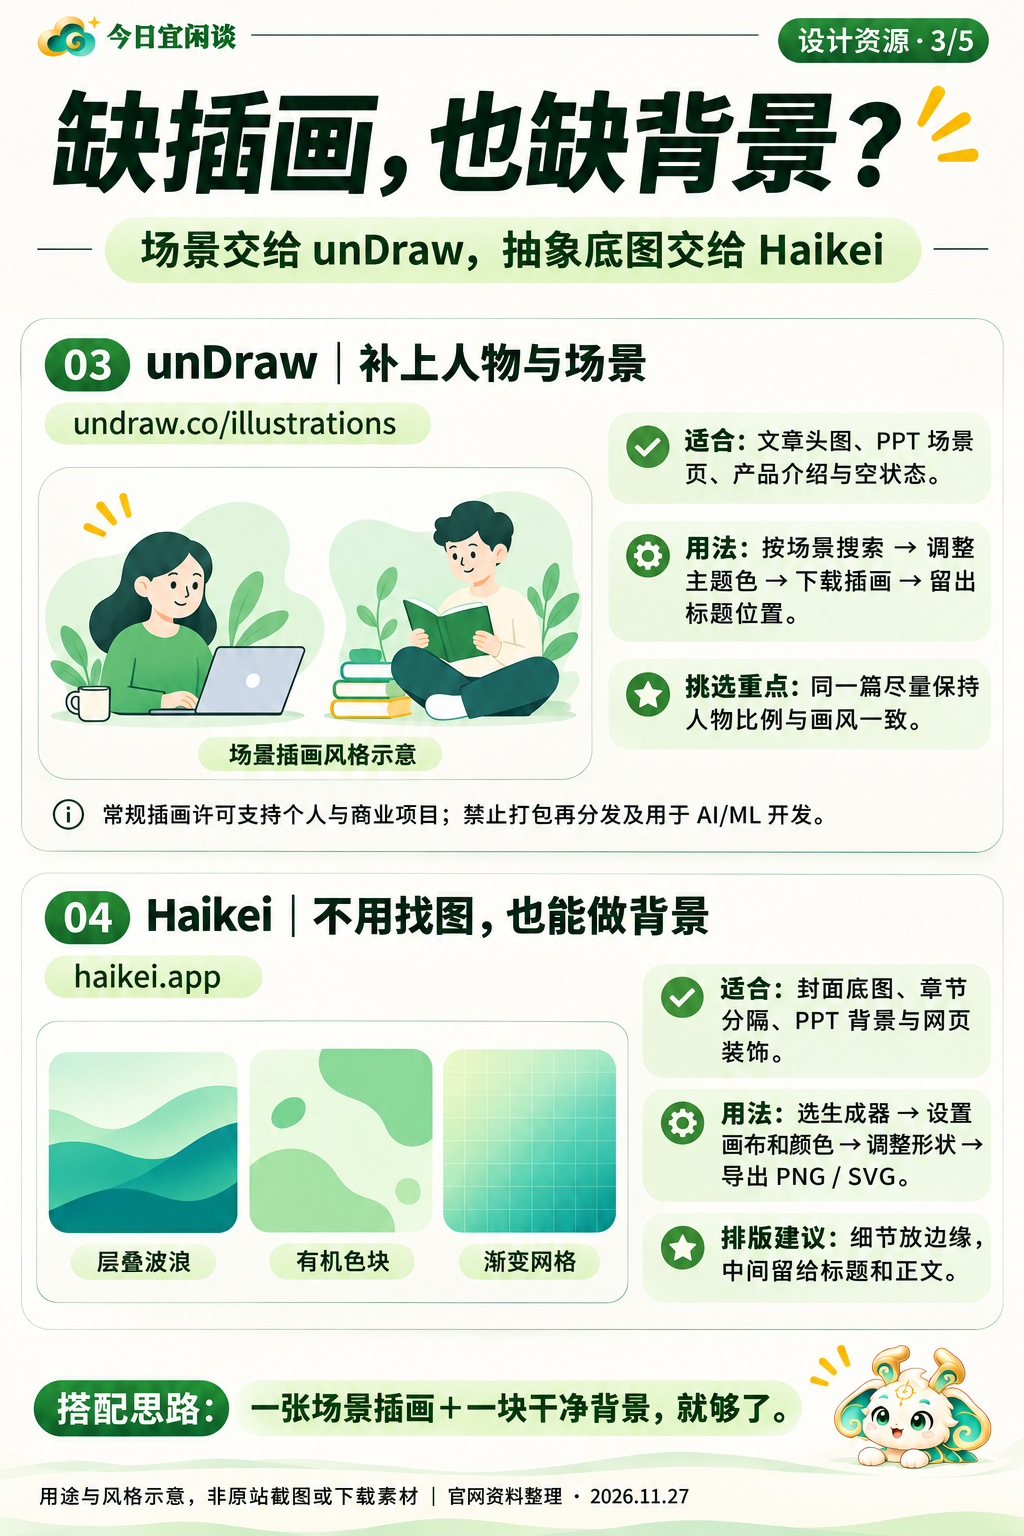 今日宜闲谈
设计资源 · 3/5
缺插画，也缺背景？
场景交给 unDraw，抽象底图交给 Haikei
03 unDraw｜补上人物与场景
undraw.co/illustrations
场景插画风格示意
适合：文章头图、PPT 场景
页、产品介绍与空状态。
用法：按场景搜索 → 调整
主题色 → 下载插画 → 留出
标题位置。
挑选重点：同一篇尽量保持
人物比例与画风一致。
常规插画许可支持个人与商业项目；禁止打包再分发及用于 AI/ML 开发。
04 Haikei｜不用找图，也能做背景
haikei.app
层叠波浪
有机色块
渐变网格
适合：封面底图、章节
分隔、PPT 背景与网页
装饰。
用法：选生成器 → 设置
画布和颜色 → 调整形状 →
导出 PNG / SVG。
排版建议：细节放边缘，
中间留给标题和正文。
搭配思路：一张场景插画＋一块干净背景，就够了。
用途与风格示意，非原站截图或下载素材 ｜ 官网资料整理 · 2026.11.27